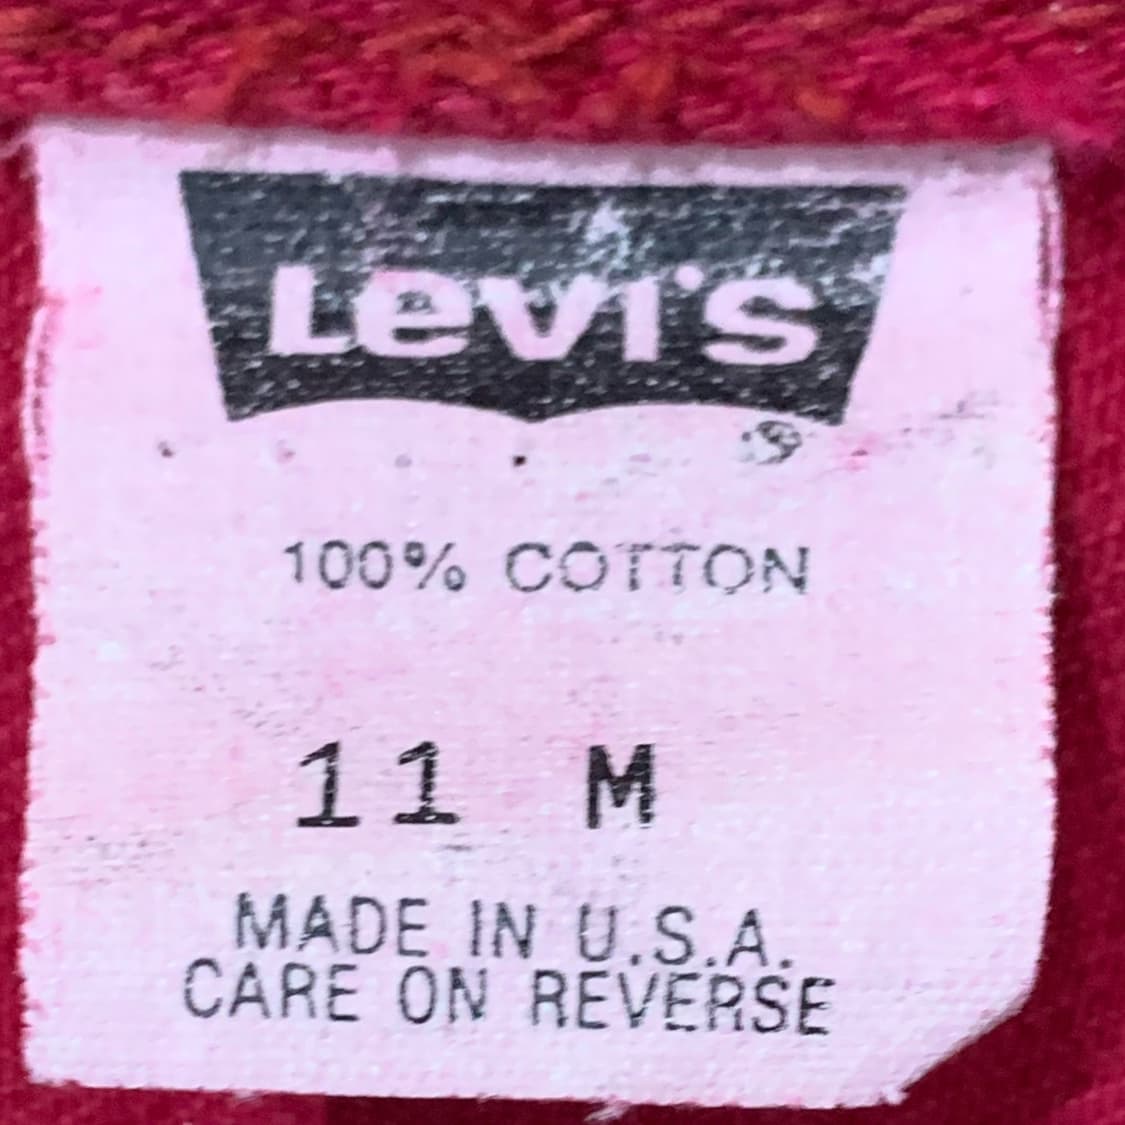 Levi's
®
100% COTTON
11 M
MADE IN U.S.A.
CARE ON REVERSE